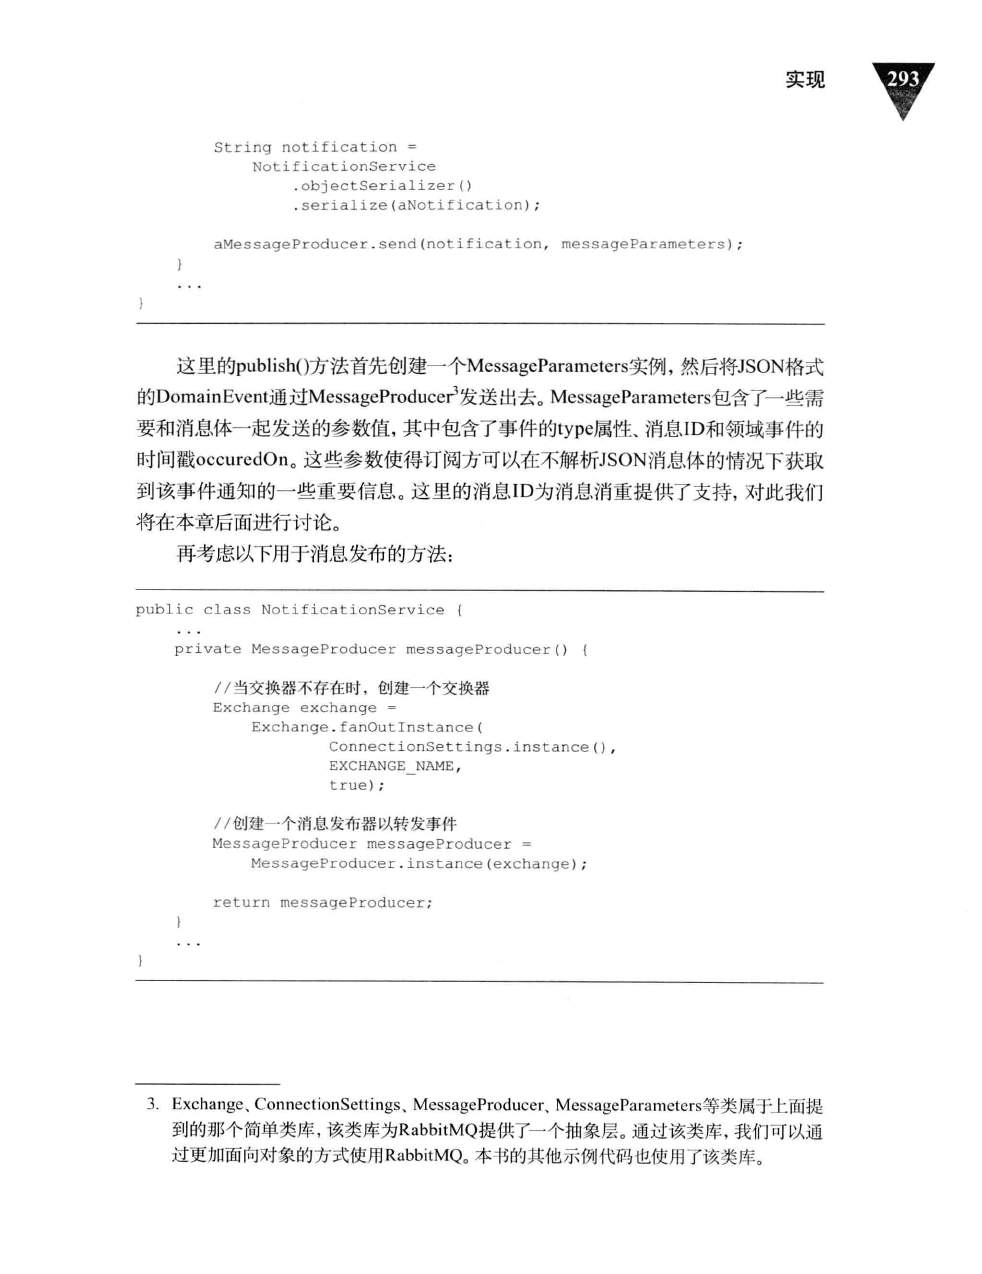 实现 293
String notification =
NotificationService
.objectSerializer()
.serialize(aNotification);
aMessageProducer.send(notification, messageParameters);
}
...
}
这里的publish()方法首先创建一个MessageParameters实例，然后将JSON格式
的DomainEvent通过MessageProducer3发送出去。MessageParameters包含了一些需
要和消息体一起发送的参数值，其中包含了事件的type属性、消息ID和领域事件的
时间戳occuredOn。这些参数使得订阅方可以在不解析JSON消息体的情况下获取
到该事件通知的一些重要信息。这里的消息ID为消息消重提供了支持，对此我们
将在本章后面进行讨论。
再考虑以下用于消息发布的方法：
public class NotificationService {
...
private MessageProducer messageProducer() {
//当交换器不存在时，创建一个交换器
Exchange exchange =
Exchange.fanOutInstance(
ConnectionSettings.instance(),
EXCHANGE_NAME,
true);
//创建一个消息发布器以转发事件
MessageProducer messageProducer =
MessageProducer.instance(exchange);
return messageProducer;
}
...
}
3. Exchange、ConnectionSettings、MessageProducer、MessageParameters等类属于上面提
到的那个简单类库，该类库为RabbitMQ提供了一个抽象层。通过该类库，我们可以通
过更加面向对象的方式使用RabbitMQ。本书的其他示例代码也使用了该类库。